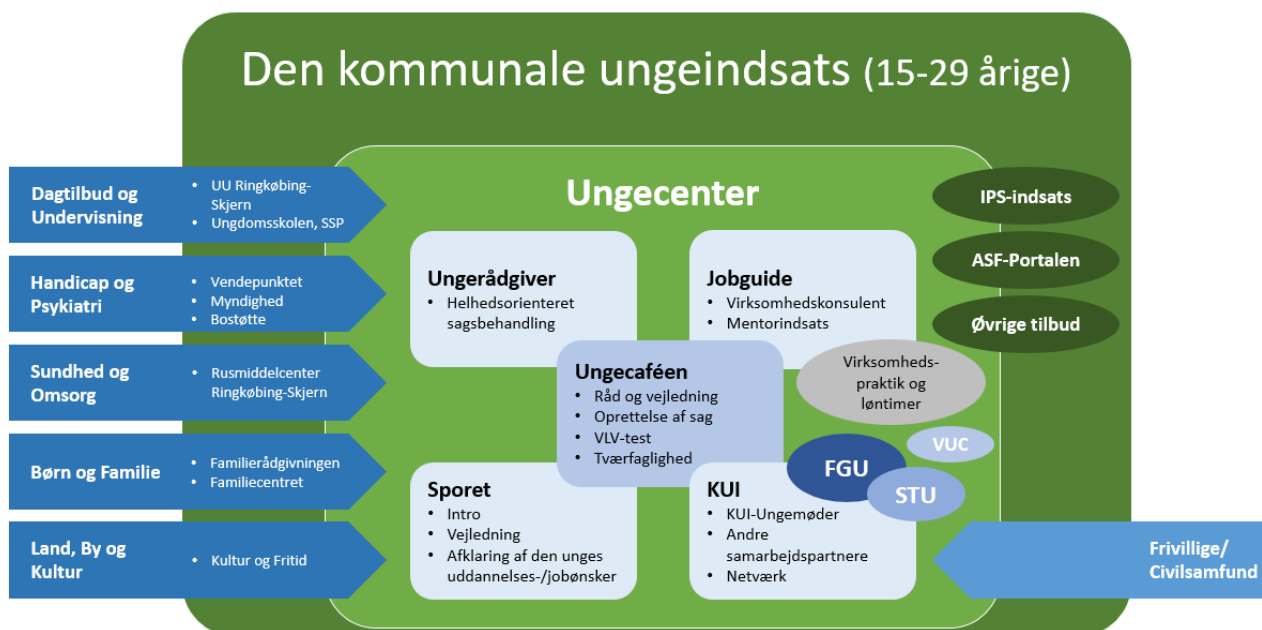 Den kommunale ungeindsats (15-29 årige)
Dagtilbud og
Undervisning
• UU Ringkøbing-
Skjern
• Ungdomsskolen, SSP
Handicap og
Psykiatri
• Vendepunktet
• Myndighed
• Bostøtte
Sundhed og
Omsorg
• Rusmiddelcenter
Ringkøbing-Skjern
Børn og Familie
• Familierådgivningen
• Familiecentret
Land, By og
Kultur
• Kultur og Fritid
Ungecenter
Ungerådgiver
• Helhedsorienteret
sagsbehandling
Jobguide
• Virksomhedskonsulent
• Mentorindsats
Ungecaféen
• Råd og vejledning
• Oprettelse af sag
• VLV-test
• Tværfaglighed
Sporet
• Intro
• Vejledning
• Afklaring af den unges
uddannelses-/jobønsker
KUI
• KUI-Ungemøder
• Andre
samarbejdspartnere
• Netværk
Virksomheds-
praktik og
løntimer
VUC
FGU
STU
IPS-indsats
ASF-Portalen
Øvrige tilbud
Frivillige/
Civilsamfund